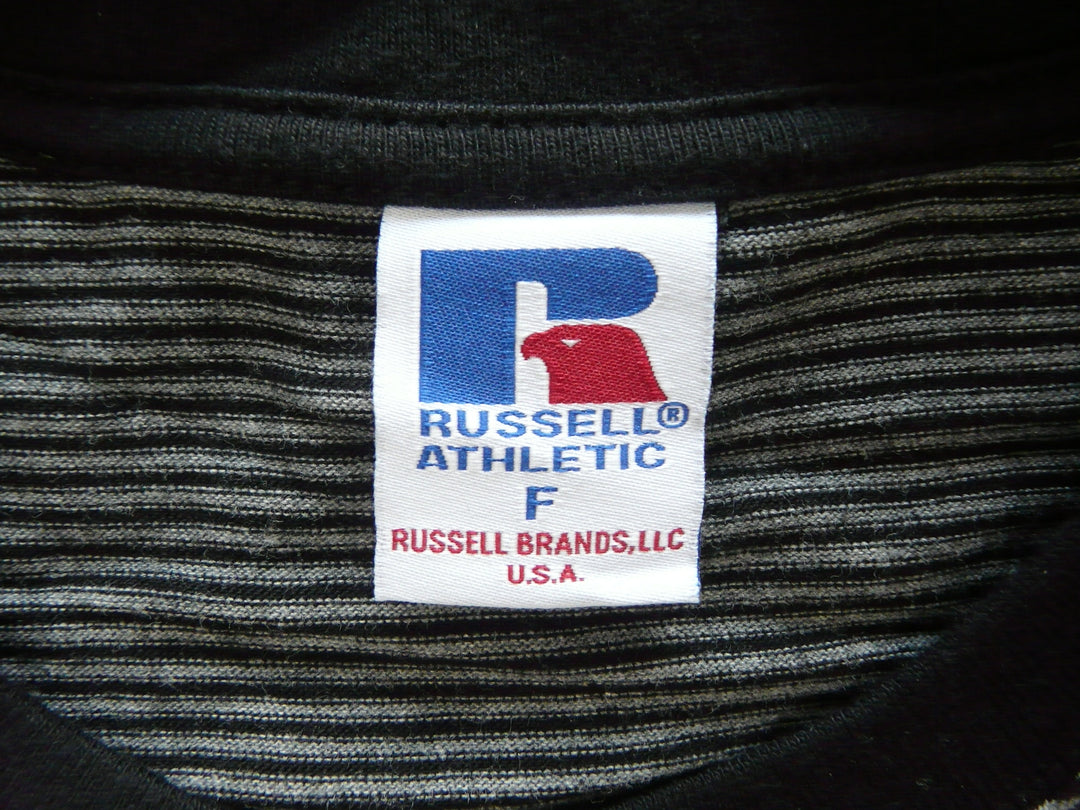 RUSSELL®
ATHLETIC
F
RUSSELL BRANDS,LLC
U.S.A.